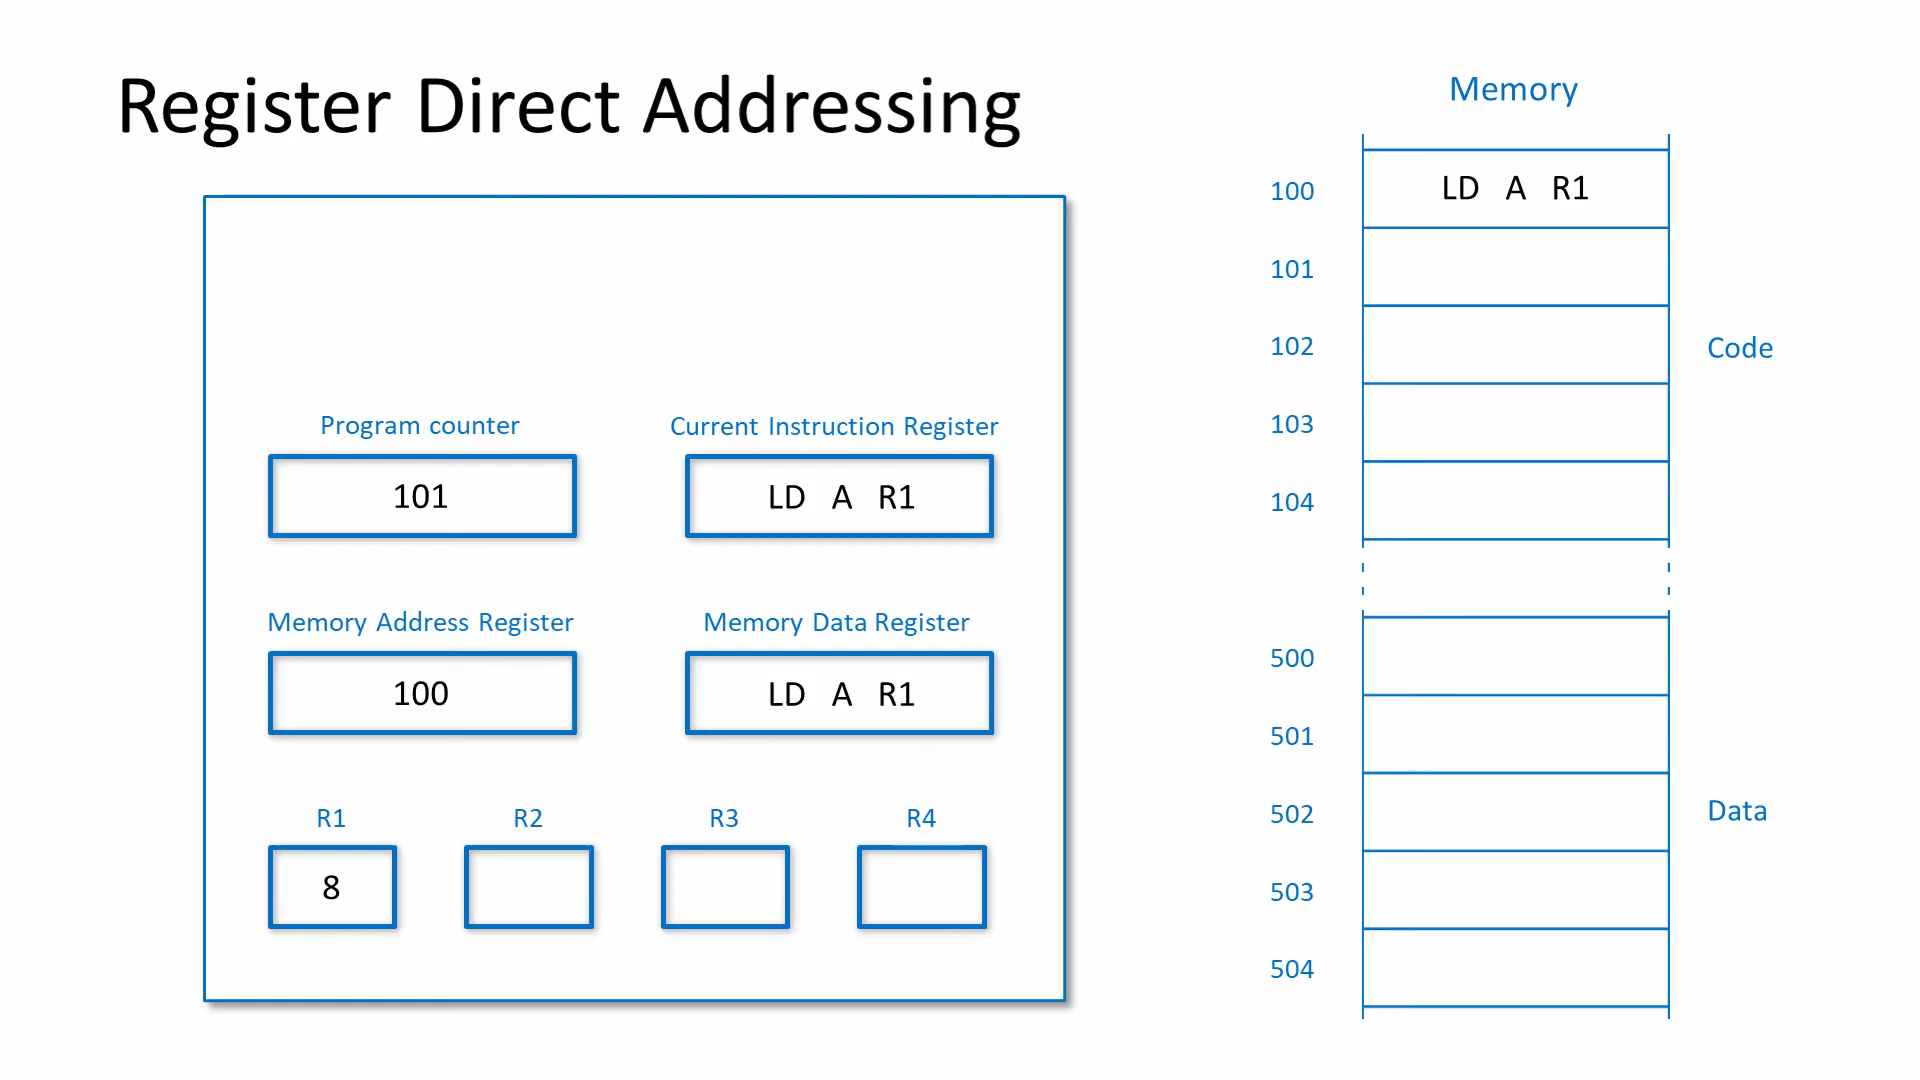 Register Direct Addressing
Program counter
101
Current Instruction Register
LD A R1
Memory Address Register
100
Memory Data Register
LD A R1
R1
8
R2
R3
R4
Memory
100
LD A R1
101
102
103
104
Code
500
501
502
503
504
Data